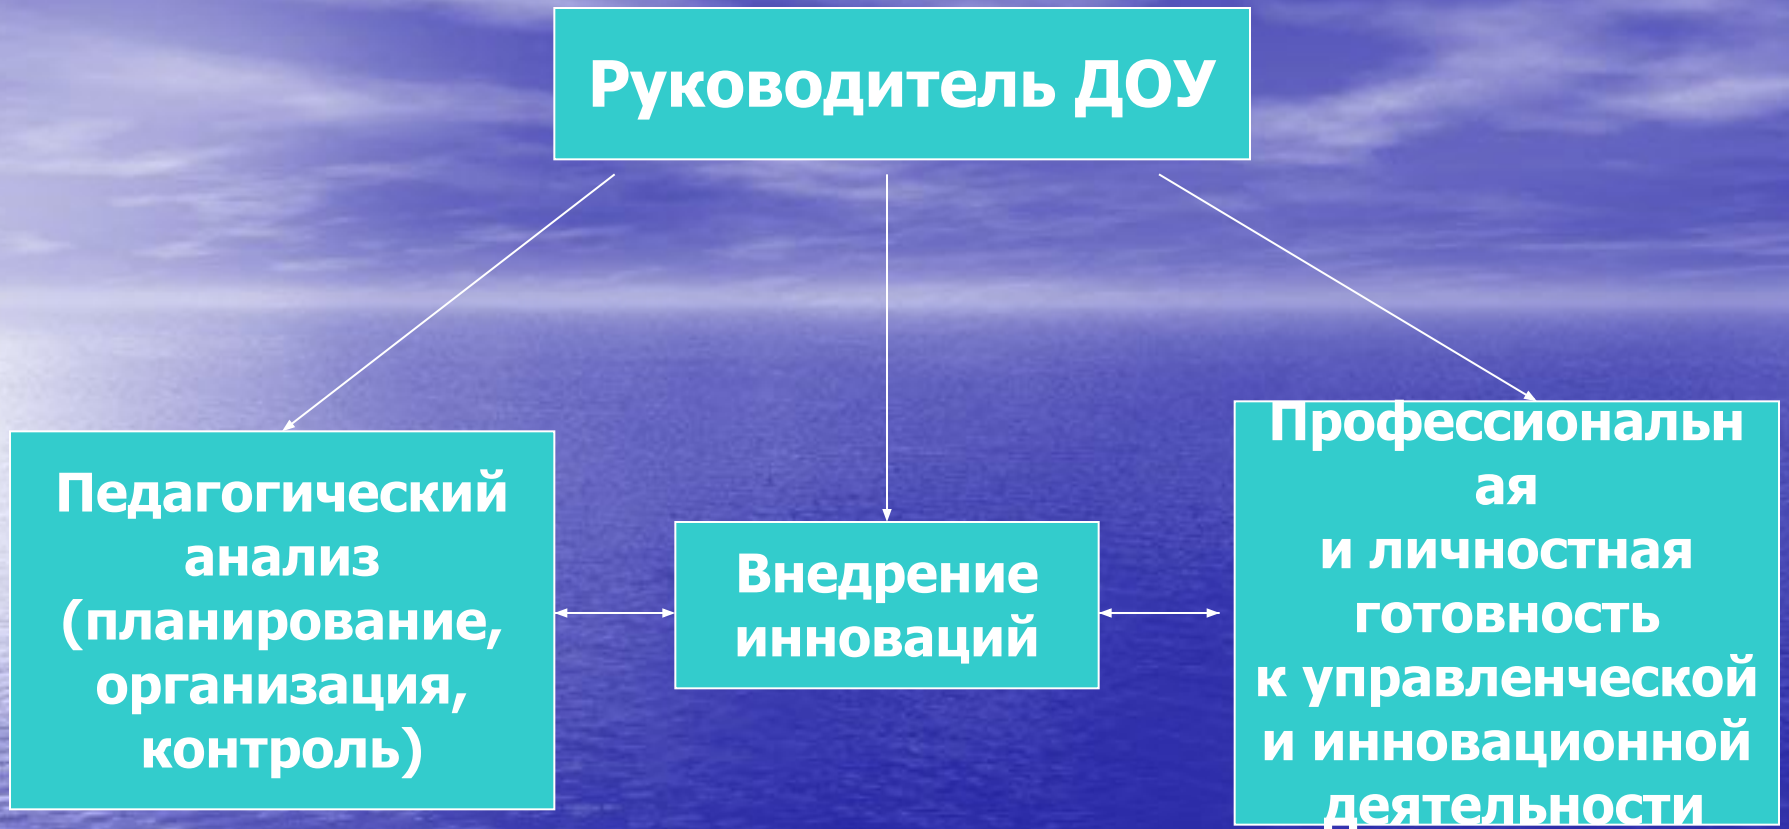 Руководитель ДОУ
Педагогический
анализ
(планирование,
организация,
контроль)
Внедрение
инноваций
Профессиональн
ая
и личностная
готовность
к управленческой
и инновационной
деятельности